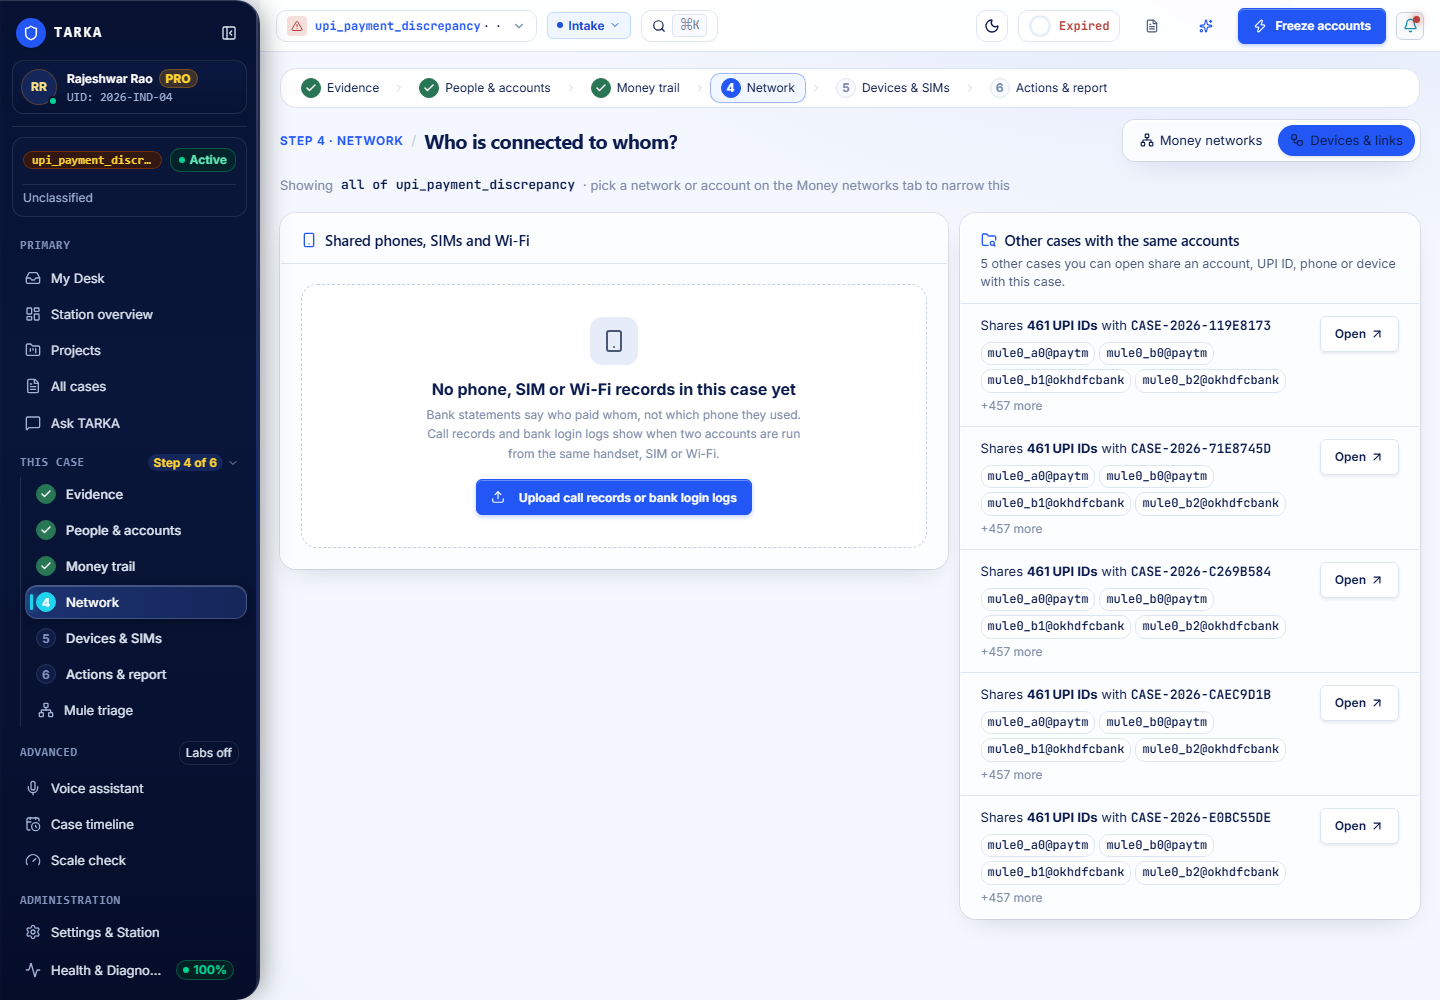 TARKA
Rajeshwar Rao PRO
UID: 2026-IND-04
upi_payment_discr… Active
Unclassified
PRIMARY
My Desk
Station overview
Projects
All cases
Ask TARKA
THIS CASE Step 4 of 6
Evidence
People & accounts
Money trail
4 Network
5 Devices & SIMs
6 Actions & report
Mule triage
ADVANCED Labs off
Voice assistant
Case timeline
Scale check
ADMINISTRATION
Settings & Station
Health & Diagno… 100%
upi_payment_discrepancy · · Intake ⌘K Expired Freeze accounts
Evidence People & accounts Money trail 4 Network 5 Devices & SIMs 6 Actions & report
STEP 4 · NETWORK / Who is connected to whom? Money networks Devices & links
Showing all of upi_payment_discrepancy · pick a network or account on the Money networks tab to narrow this
Shared phones, SIMs and Wi-Fi
No phone, SIM or Wi-Fi records in this case yet
Bank statements say who paid whom, not which phone they used.
Call records and bank login logs show when two accounts are run
from the same handset, SIM or Wi-Fi.
Upload call records or bank login logs
Other cases with the same accounts
5 other cases you can open share an account, UPI ID, phone or device
with this case.
Shares 461 UPI IDs with CASE-2026-119E8173 Open
mule0_a0@paytm mule0_b0@paytm
mule0_b1@okhdfcbank mule0_b2@okhdfcbank
+457 more
Shares 461 UPI IDs with CASE-2026-71E8745D Open
mule0_a0@paytm mule0_b0@paytm
mule0_b1@okhdfcbank mule0_b2@okhdfcbank
+457 more
Shares 461 UPI IDs with CASE-2026-C269B584 Open
mule0_a0@paytm mule0_b0@paytm
mule0_b1@okhdfcbank mule0_b2@okhdfcbank
+457 more
Shares 461 UPI IDs with CASE-2026-CAEC9D1B Open
mule0_a0@paytm mule0_b0@paytm
mule0_b1@okhdfcbank mule0_b2@okhdfcbank
+457 more
Shares 461 UPI IDs with CASE-2026-E0BC55DE Open
mule0_a0@paytm mule0_b0@paytm
mule0_b1@okhdfcbank mule0_b2@okhdfcbank
+457 more